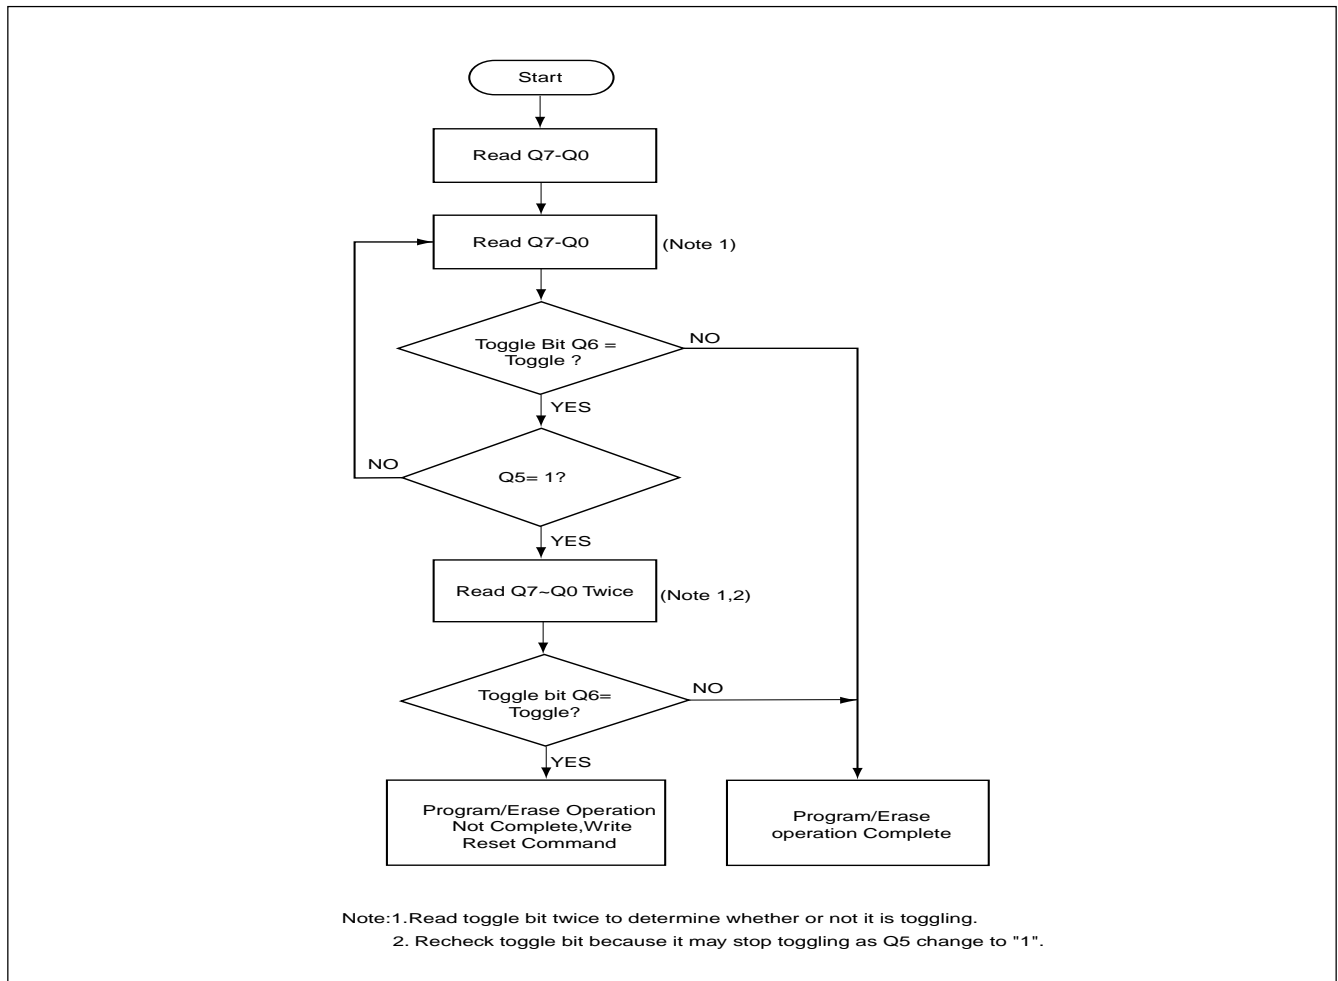 Start
Read Q7-Q0
Read Q7-Q0
(Note 1)
Toggle Bit Q6 =
Toggle ?
NO
YES
NO
Q5= 1?
YES
Read Q7~Q0 Twice
(Note 1,2)
Toggle bit Q6=
Toggle?
NO
YES
Program/Erase Operation
Not Complete,Write
Reset Command
Program/Erase
operation Complete
Note:1.Read toggle bit twice to determine whether or not it is toggling.
2. Recheck toggle bit because it may stop toggling as Q5 change to "1".